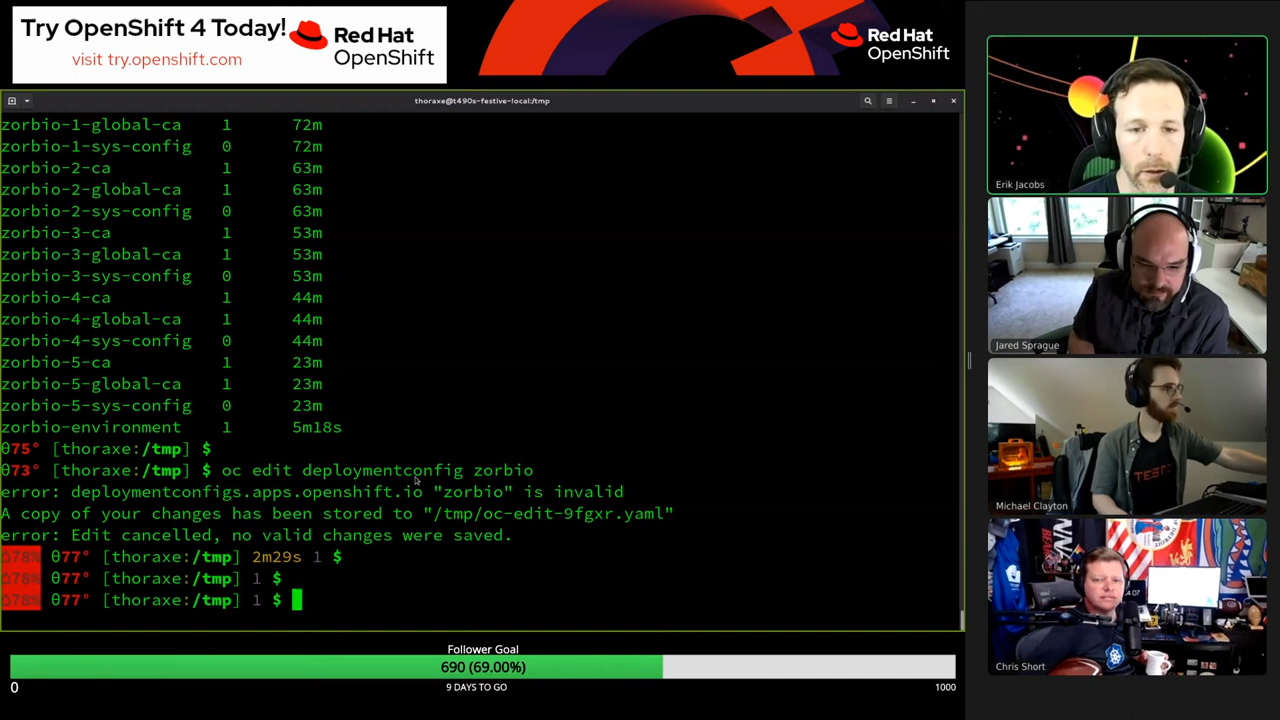 Try OpenShift 4 Today!
visit try.openshift.com
Red Hat
OpenShift
Red Hat
OpenShift
thoraxe@t490s-festive-local:/tmp
zorbio-1-global-ca 1 72m
zorbio-1-sys-config 0 72m
zorbio-2-ca 1 63m
zorbio-2-global-ca 1 63m
zorbio-2-sys-config 0 63m
zorbio-3-ca 1 53m
zorbio-3-global-ca 1 53m
zorbio-3-sys-config 0 53m
zorbio-4-ca 1 44m
zorbio-4-global-ca 1 44m
zorbio-4-sys-config 0 44m
zorbio-5-ca 1 23m
zorbio-5-global-ca 1 23m
zorbio-5-sys-config 0 23m
zorbio-environment 1 5m18s
θ75° [thoraxe:/tmp] $
θ73° [thoraxe:/tmp] $ oc edit deploymentconfig zorbio
error: deploymentconfigs.apps.openshift.io "zorbio" is invalid
A copy of your changes has been stored to "/tmp/oc-edit-9fgxr.yaml"
error: Edit cancelled, no valid changes were saved.
78% θ77° [thoraxe:/tmp] 2m29s 1 $
78% θ77° [thoraxe:/tmp] 1 $
78% θ77° [thoraxe:/tmp] 1 $
Follower Goal
690 (69.00%)
0
9 DAYS TO GO
1000
Erik Jacobs
Jared Sprague
Michael Clayton
Chris Short